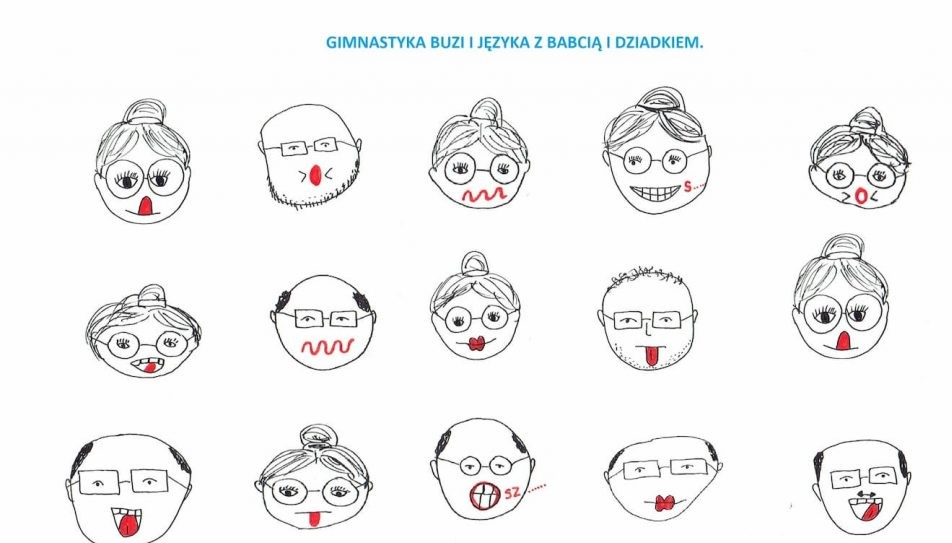 GIMNASTYKA BUZI I JĘZYKA Z BABCIĄ I DZIADKIEM.
S....
SZ......